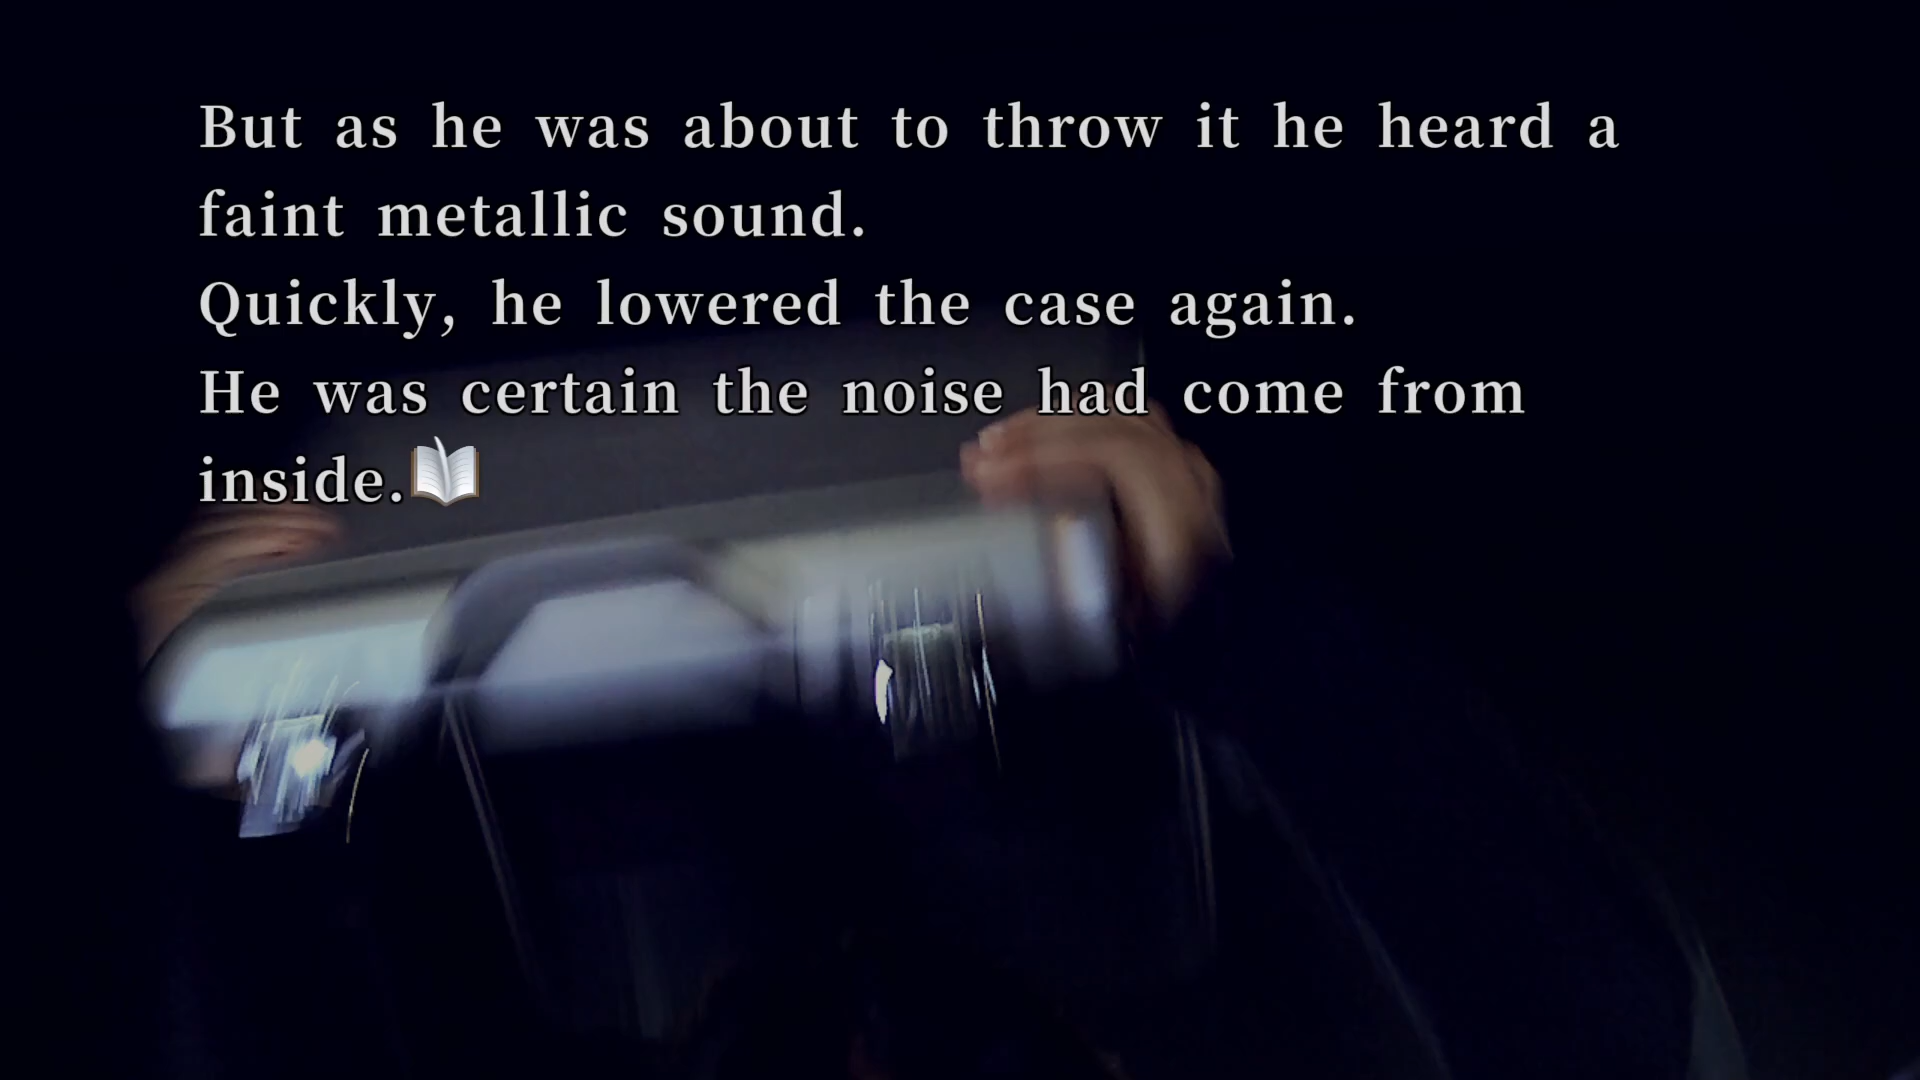 But as he was about to throw it he heard a
faint metallic sound.
Quickly, he lowered the case again.
He was certain the noise had come from
inside.